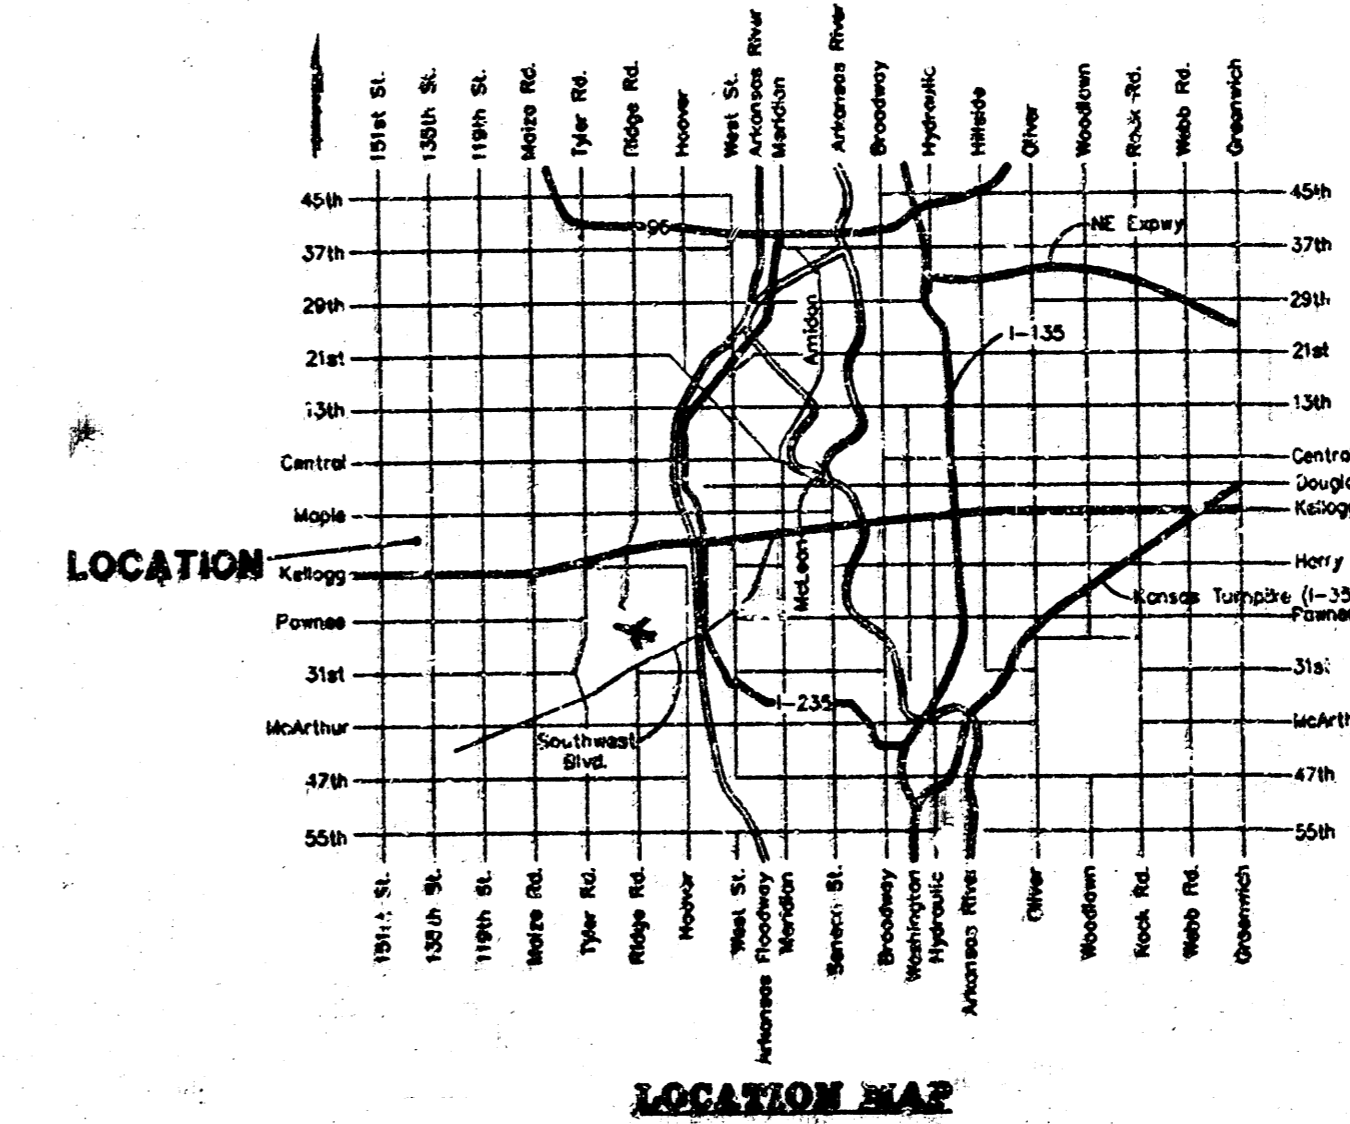 151st St.
135th St.
119th St.
Maize Rd.
Tyler Rd.
Ridge Rd.
Hoover
West St.
Arkansas River
Meridian
Arkansas River
Broadway
Hydraulic
Hillside
Oliver
Woodlawn
Rock Rd.
Webb Rd.
Greenwich
45th
45th
96
NE Expwy
37th
37th
29th
29th
Amidon
I-135
21st
21st
13th
13th
Central
Centra
Dougl
Maple
Kellogg
LOCATION
Kellogg
McLean
Harry
Kansas Turnpike (I-35
Pawnee
Pawnee
31st
31st
I-235
McArthur
McArth
Southwest
Blvd.
47th
47th
55th
55th
151st St.
135th St.
119th St.
Maize Rd.
Tyler Rd.
Ridge Rd.
Hoover
West St.
Arkansas Floodway
Meridian
Seneca St.
Broadway
Washington
Hydraulic
Arkansas River
Oliver
Woodlawn
Rock Rd.
Webb Rd.
Greenwich
LOCATION MAP